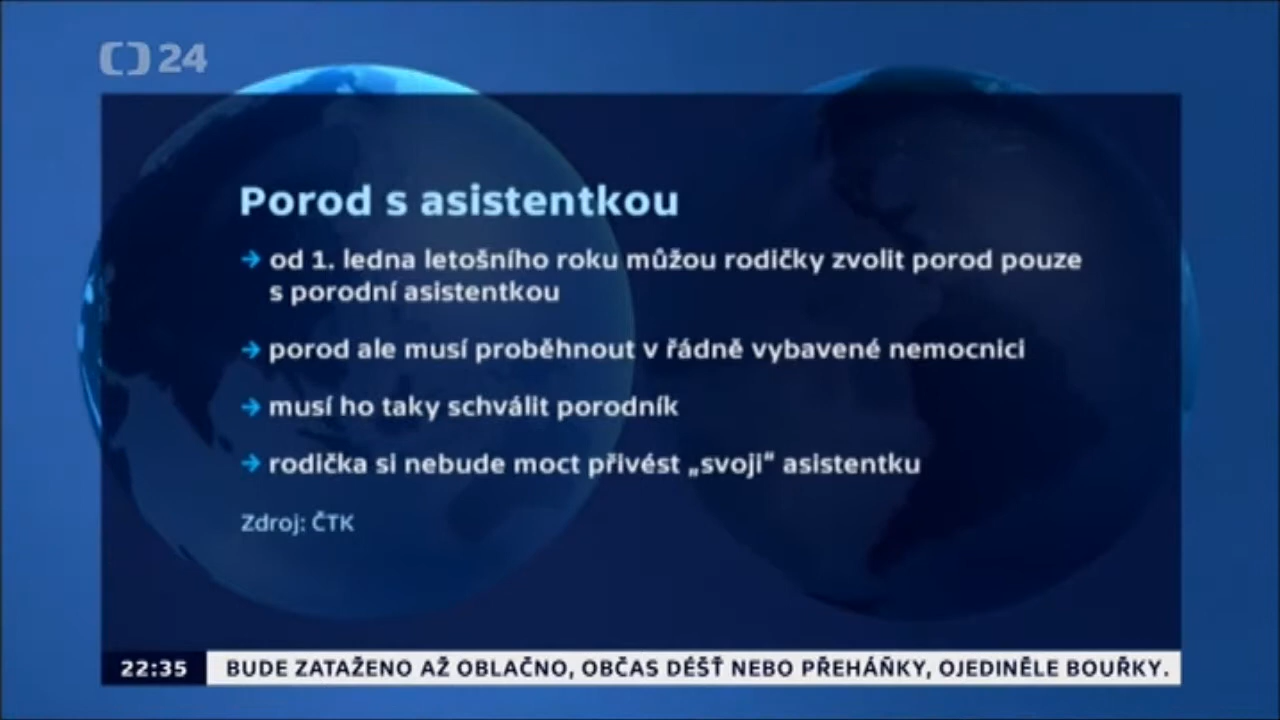 24
Porod s asistentkou
→ od 1. ledna letošního roku můžou rodičky zvolit porod pouze
s porodní asistentkou
→ porod ale musí proběhnout v řádně vybavené nemocnici
→ musí ho taky schválit porodník
→ rodička si nebude moct přivést „svoji“ asistentku
Zdroj: ČTK
22:35 BUDE ZATAŽENO AŽ OBLAČNO, OBČAS DÉŠŤ NEBO PŘEHÁŇKY, OJEDINĚLE BOUŘKY.